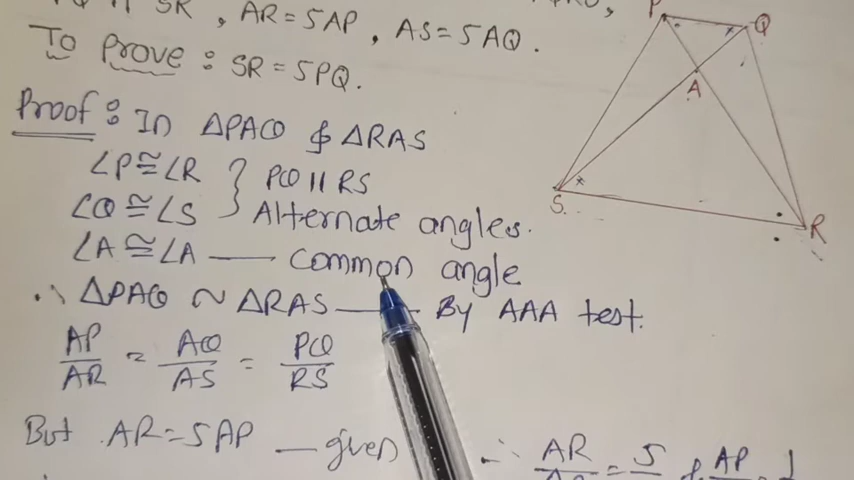 SR, AR = 5AP, AS = 5AQ.
To Prove : SR = 5PQ.
Proof : In ΔPAQ & ΔRAS
∠P ≅ ∠R } PQ || RS
∠Q ≅ ∠S } Alternate angles.
∠A ≅ ∠A — common angle
∴ ΔPAQ ~ ΔRAS — By AAA test.
AP/AR = AQ/AS = PQ/RS
But AR = 5AP — given ∴ AR
P
Q
A
S
R